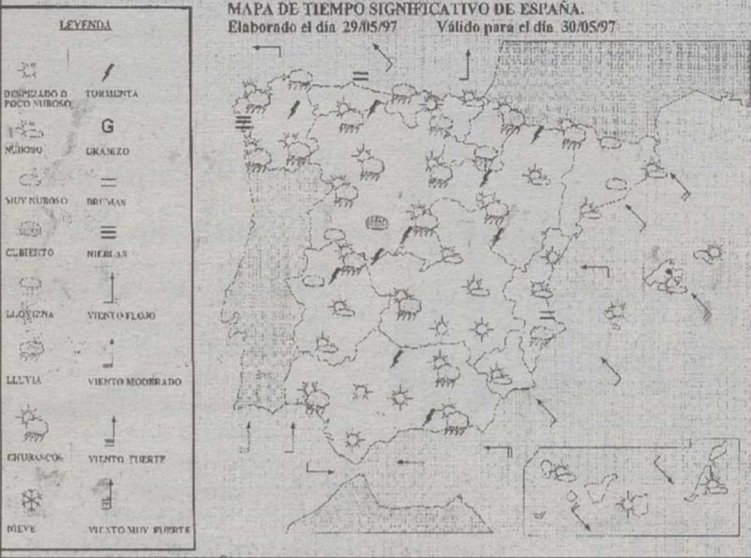 MAPA DE TIEMPO SIGNIFICATIVO DE ESPAÑA.
Elaborado el día 29/05/97 Válido para el día 30/05/97
LEYENDA
DESPEJADO O
POCO NUBOSO
TORMENTA
NUBOSO
G
GRANIZO
MUY NUBOSO
BRUMAS
CUBIERTO
NIEBLAS
LLOVIZNA
VIENTO FLOJO
LLUVIA
VIENTO MODERADO
CHUBASCOS
VIENTO FUERTE
NIEVE
VIENTO MUY FUERTE